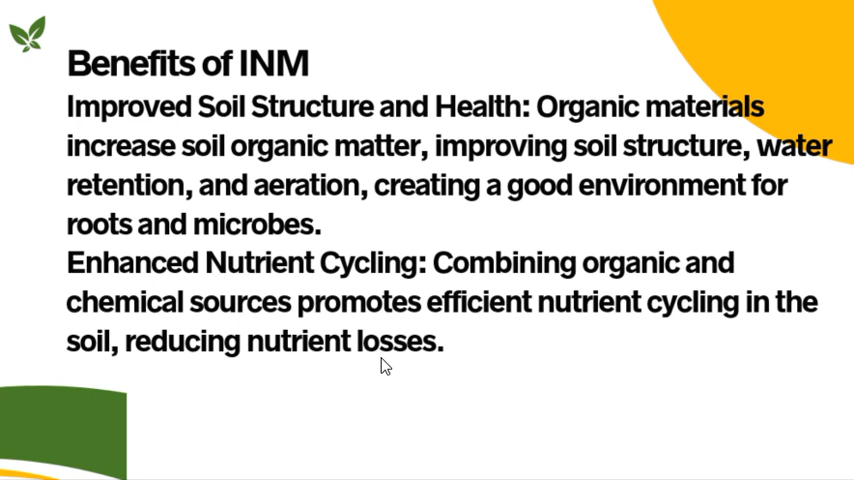 Benefits of INM
Improved Soil Structure and Health: Organic materials
increase soil organic matter, improving soil structure, water
retention, and aeration, creating a good environment for
roots and microbes.
Enhanced Nutrient Cycling: Combining organic and
chemical sources promotes efficient nutrient cycling in the
soil, reducing nutrient losses.